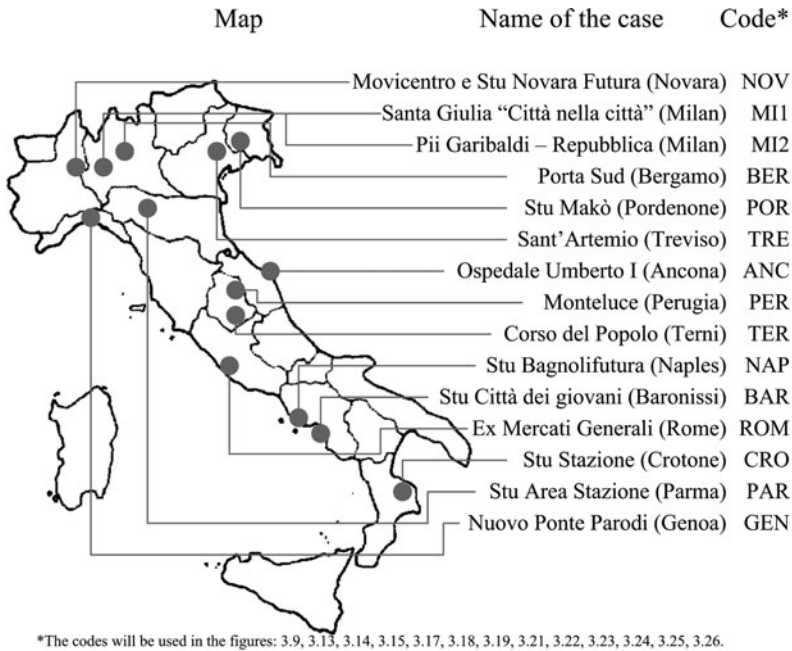 Map Name of the case Code*
Movicentro e Stu Novara Futura (Novara) NOV
Santa Giulia “Città nella città” (Milan) MI1
Pii Garibaldi – Repubblica (Milan) MI2
Porta Sud (Bergamo) BER
Stu Makò (Pordenone) POR
Sant’Artemio (Treviso) TRE
Ospedale Umberto I (Ancona) ANC
Monteluce (Perugia) PER
Corso del Popolo (Terni) TER
Stu Bagnolifutura (Naples) NAP
Stu Città dei giovani (Baronissi) BAR
Ex Mercati Generali (Rome) ROM
Stu Stazione (Crotone) CRO
Stu Area Stazione (Parma) PAR
Nuovo Ponte Parodi (Genoa) GEN
*The codes will be used in the figures: 3.9, 3.13, 3.14, 3.15, 3.17, 3.18, 3.19, 3.21, 3.22, 3.23, 3.24, 3.25, 3.26.